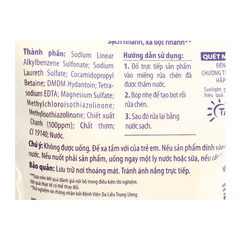 sạch nhanh, xả bọt nhanh**
Thành phần: Sodium Linear
Alkylbenzene Sulfonate; Sodium
Laureth Sulfate; Cocamidopropyl
Betaine; DMDM Hydantoin; Tetra-
sodium EDTA; Magnesium Sulfate;
Methylchloroisothiazolinone;
Methylisothiazolinone; Chiết xuất
Chanh (100ppm); Chất thơm;
CI 19140; Nước.
Hướng dẫn sử dụng:
1. Đổ trực tiếp sản phẩm
vào miếng rửa chén đã
được thấm nước.
2. Bóp nhẹ để tạo bọt rồi
rửa chén.
3. Sau đó rửa lại bằng
nước sạch.
QUÉT M
BÊN
CHƯƠNG T
HẤP
Sunlight
Chú ý: Không được uống. Để xa tầm với của trẻ em. Nếu sản phẩm dính
Nếu nuốt phải sản phẩm, uống ngay một ly nước hoặc sữa, nếu
Bảo quản: Lưu trữ nơi thoáng mát. Tránh ánh nắng trực tiếp.